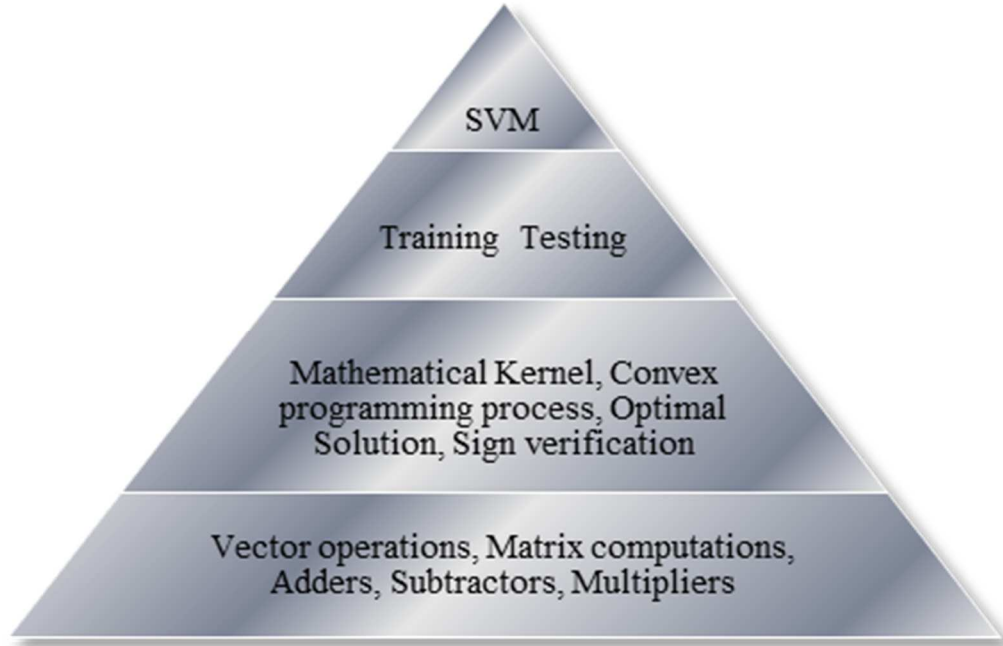 SVM
Training Testing
Mathematical Kernel, Convex
programming process, Optimal
Solution, Sign verification
Vector operations, Matrix computations,
Adders, Subtractors, Multipliers